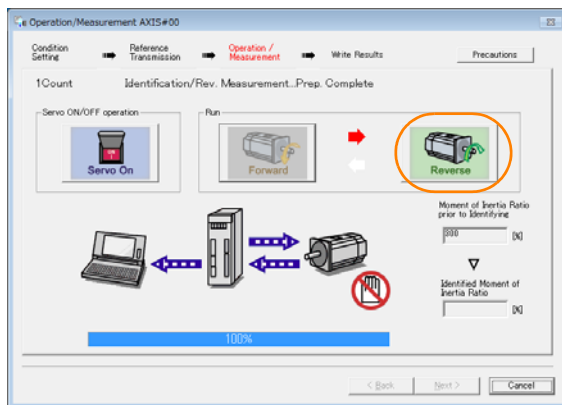 Operation/Measurement AXIS#00
Condition Setting
Reference Transmission
Operation / Measurement
Write Results
Precautions
1Count
Identification/Rev. Measurement...Prep. Complete
Servo ON/OFF operation
Run
Servo On
Forward
Reverse
Moment of Inertia Ratio
prior to Identifying
300 [%]
Identified Moment of
Inertia Ratio
[%]
100%
< Back
Next >
Cancel